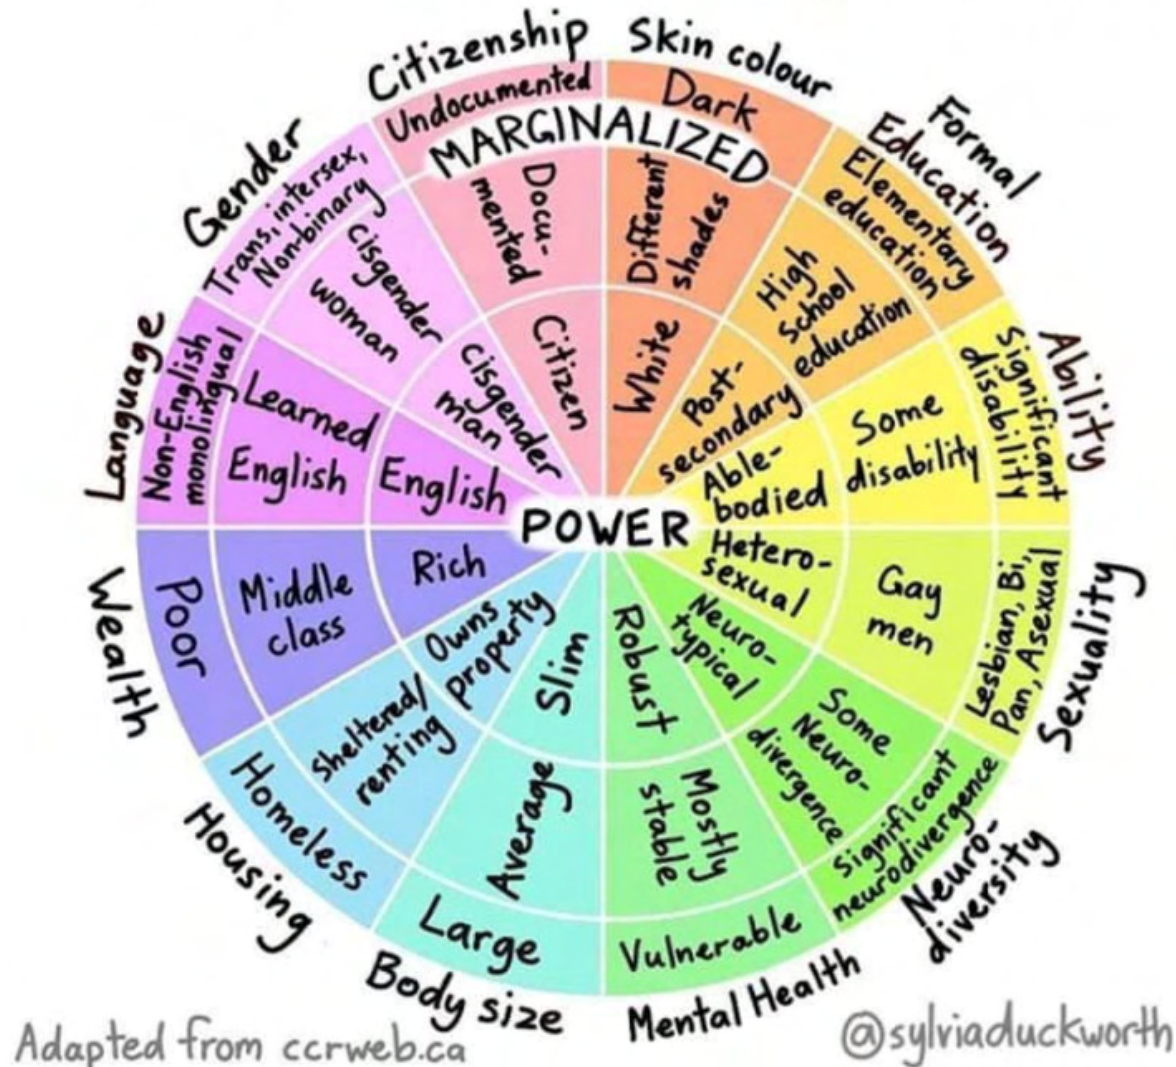 Citizenship
Undocumented
Docu-
mented
Citizen
Skin colour
Dark
Different
shades
White
Formal
Education
Elementary
education
High
School
education
Post-
secondary
Ability
Significant
disability
Some
disability
Able-
bodied
Sexuality
Lesbian, Bi,
Pan, Asexual
Gay
men
Hetero-
sexual
Neuro-
diversity
Significant
neurodivergence
Some
Neuro-
divergence
Neuro-
typical
Mental Health
Vulnerable
Mostly
stable
Robust
Body size
Large
Average
Slim
Housing
Homeless
Sheltered/
renting
Owns
property
Wealth
Poor
Middle
class
Rich
Language
Non-English
monolingual
Learned
English
English
Gender
Trans, intersex,
Non-binary
cisgender
woman
cisgender
man
MARGINALIZED
POWER
Adapted from ccrweb.ca
@sylviaduckworth